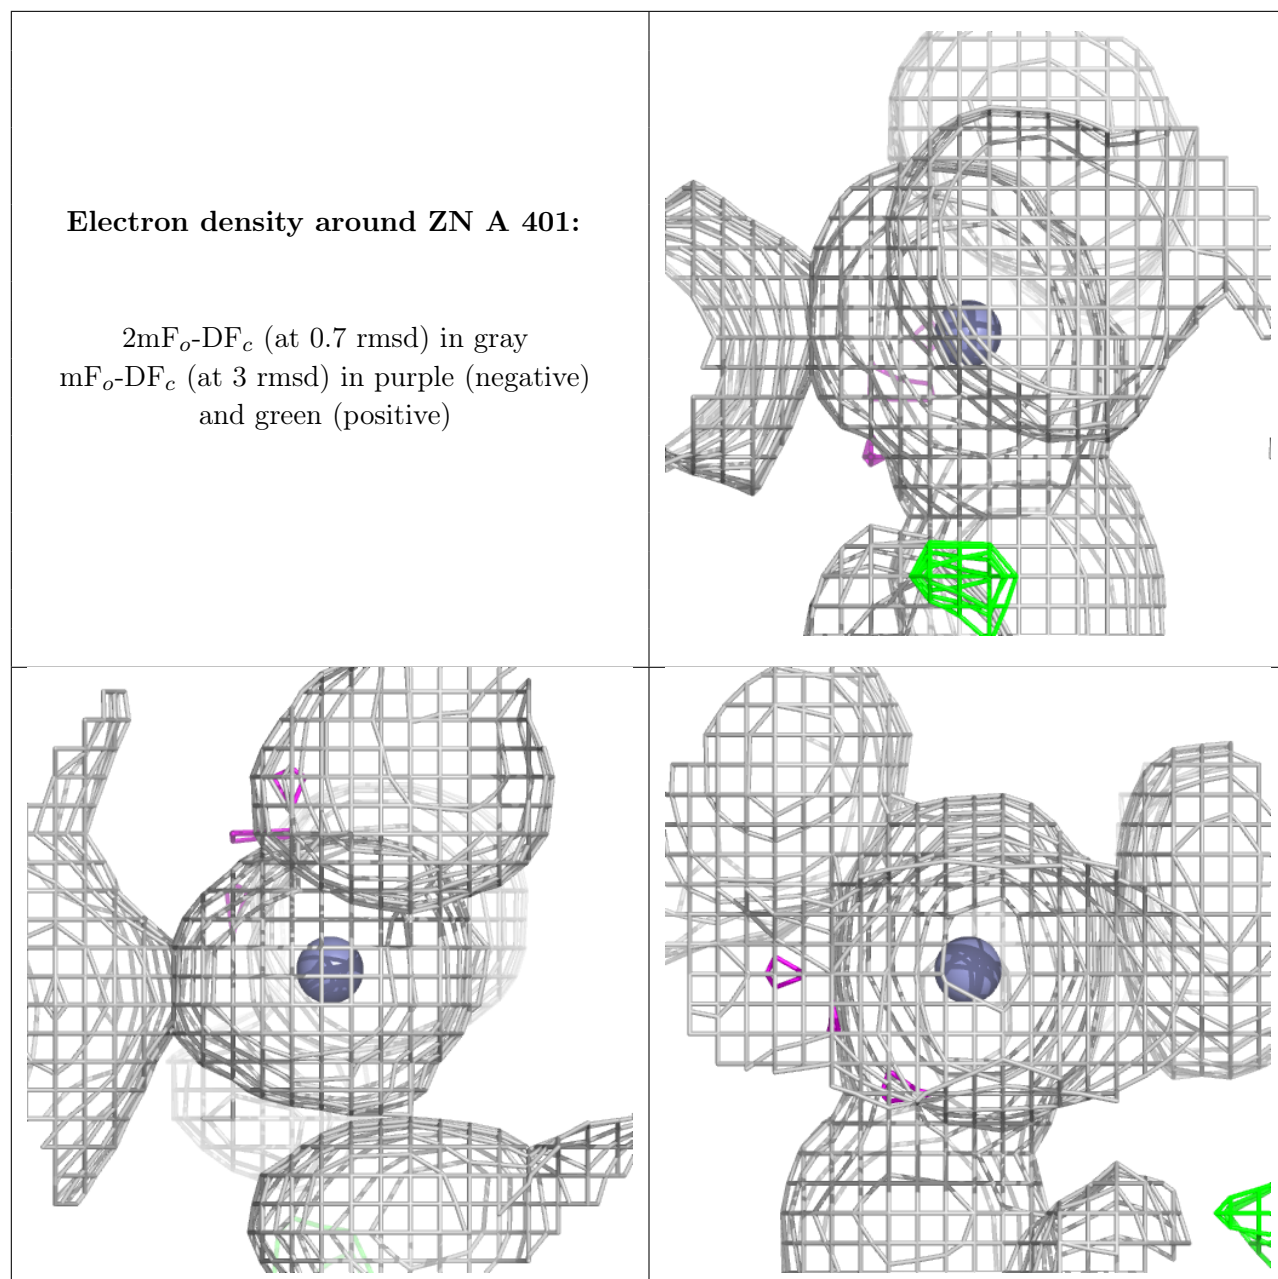 Electron density around ZN A 401:
2mFo-DFc (at 0.7 rmsd) in gray
mFo-DFc (at 3 rmsd) in purple (negative)
and green (positive)